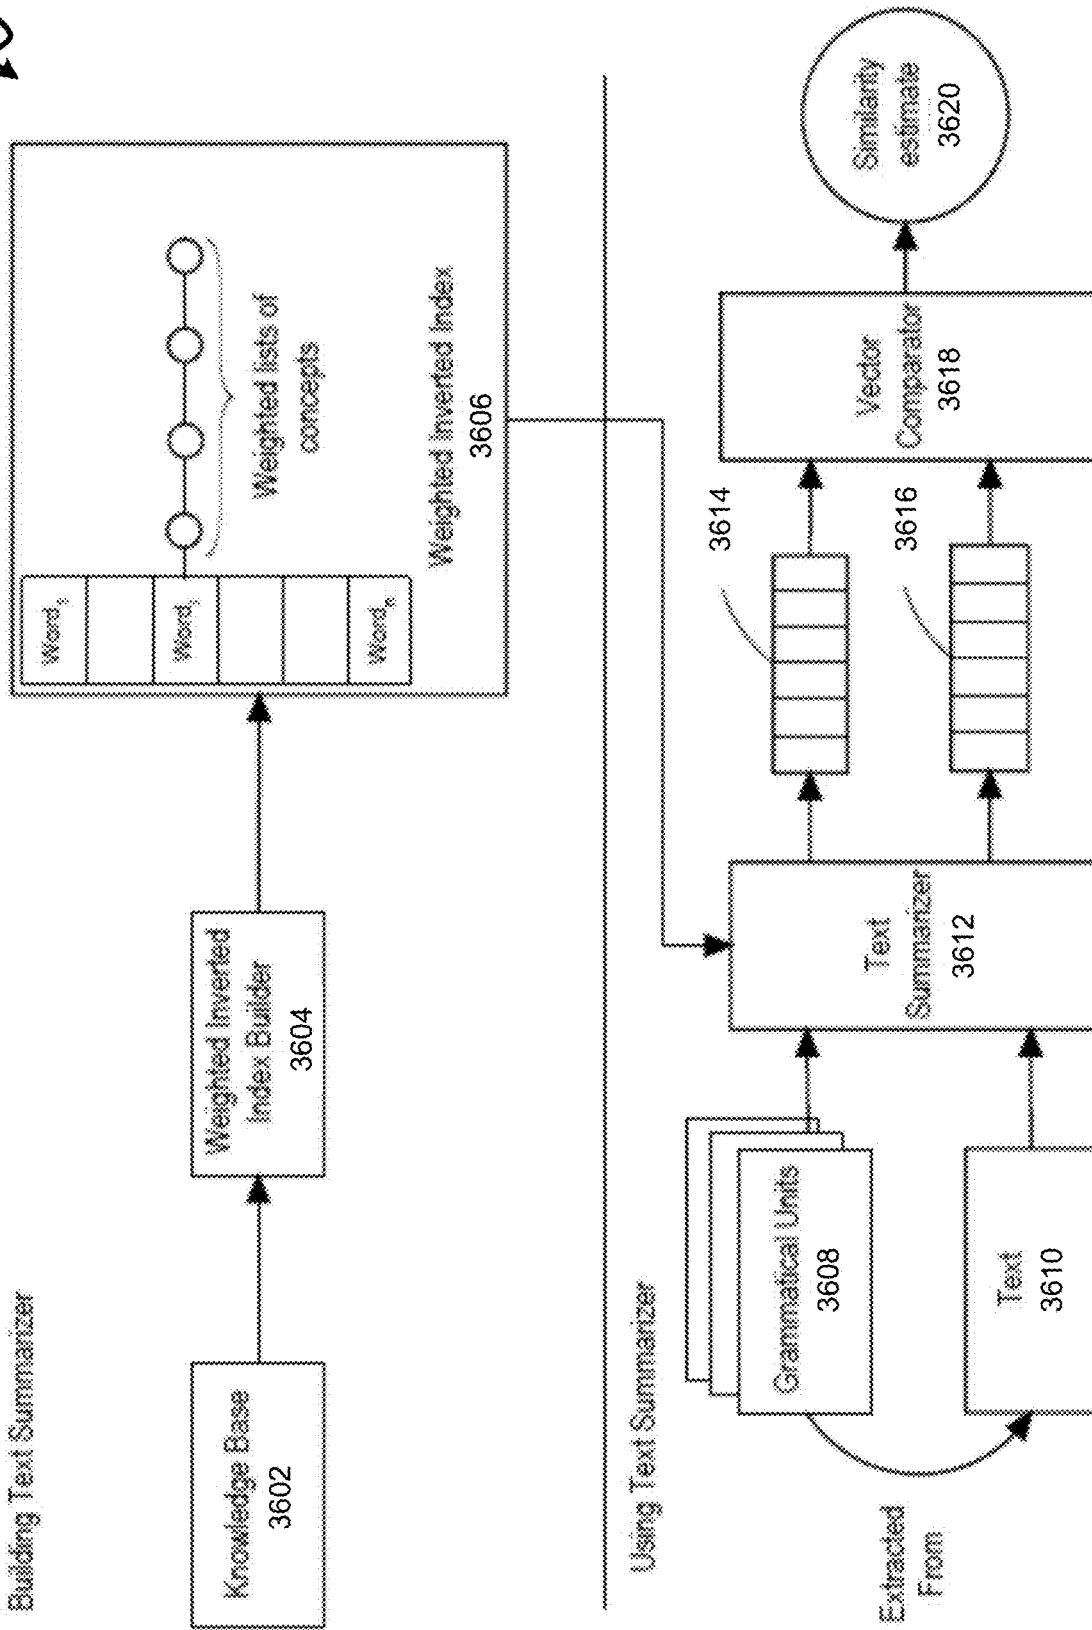 Building Text Summarizer
Knowledge Base
3602
Weighted Inverted
Index Builder
3604
Word₁
Wordⱼ
Wordₙ
Weighted lists of
concepts
Weighted Inverted Index
3606
Using Text Summarizer
Extracted
From
Grammatical Units
3608
Text
3610
Text
Summarizer
3612
3614
3616
Vector
Comparator
3618
Similarity
estimate
3620